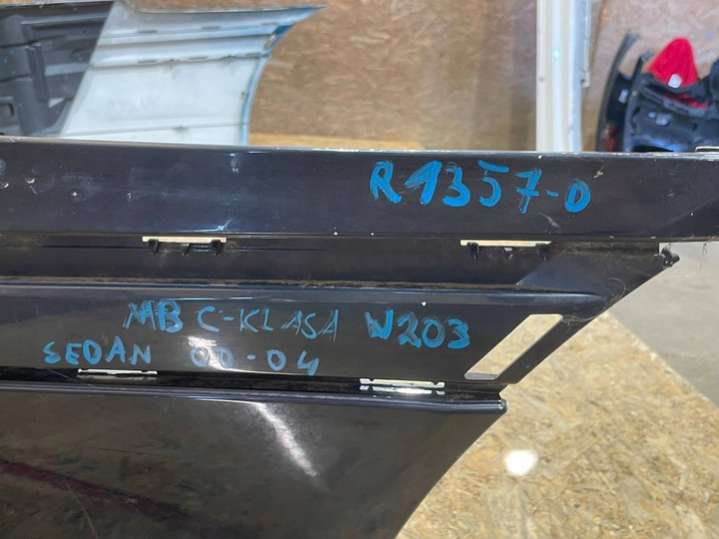 R1357-0
MB C-KLASA W203
SEDAN 00-04